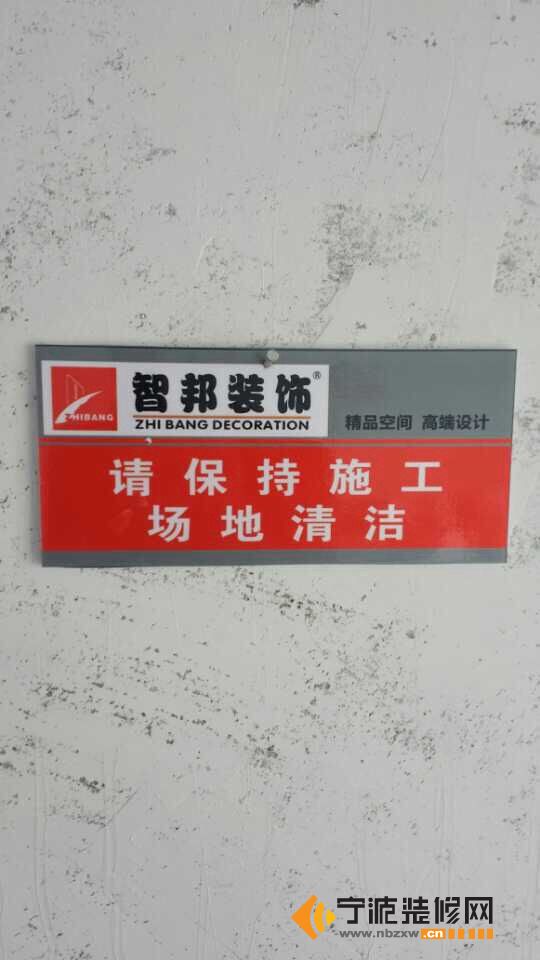 ZHIBANG
智邦装饰®
ZHI BANG DECORATION
精品空间 高端设计
请保持施工
场地清洁
宁波装修网
www.nbzxw.cn